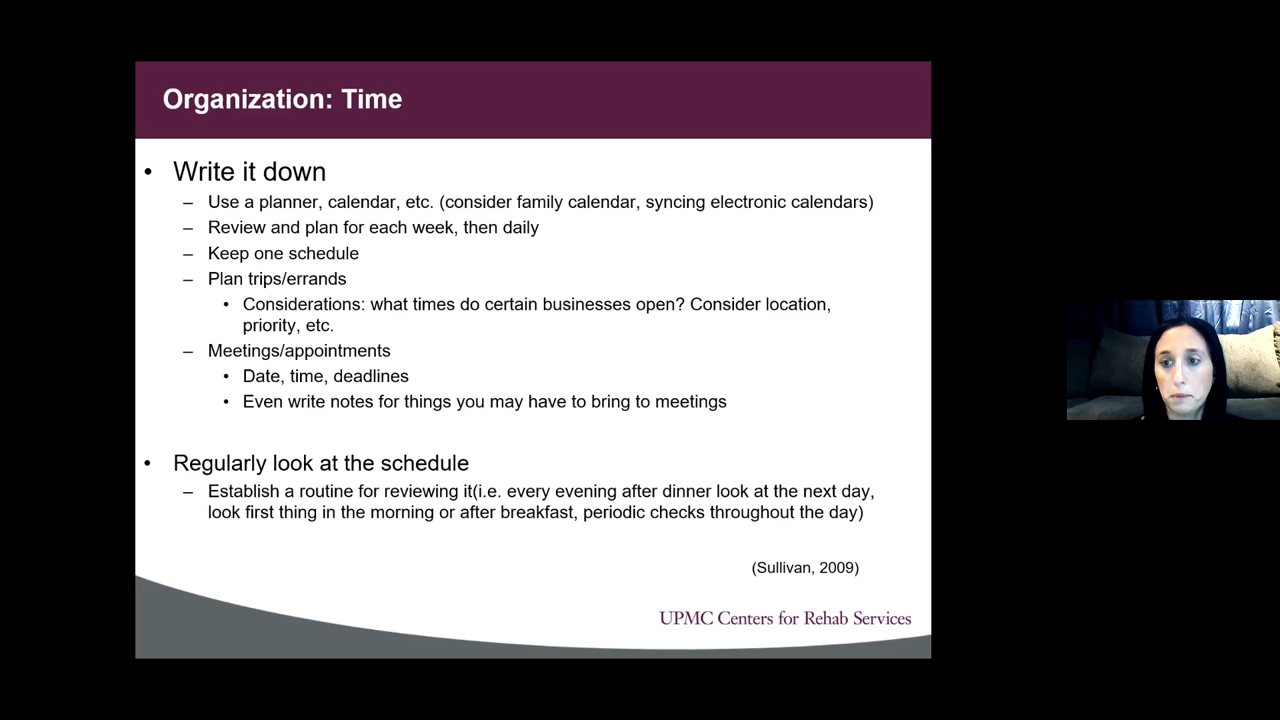 Organization: Time
• Write it down
– Use a planner, calendar, etc. (consider family calendar, syncing electronic calendars)
– Review and plan for each week, then daily
– Keep one schedule
– Plan trips/errands
• Considerations: what times do certain businesses open? Consider location,
priority, etc.
– Meetings/appointments
• Date, time, deadlines
• Even write notes for things you may have to bring to meetings
• Regularly look at the schedule
– Establish a routine for reviewing it(i.e. every evening after dinner look at the next day,
look first thing in the morning or after breakfast, periodic checks throughout the day)
(Sullivan, 2009)
UPMC Centers for Rehab Services